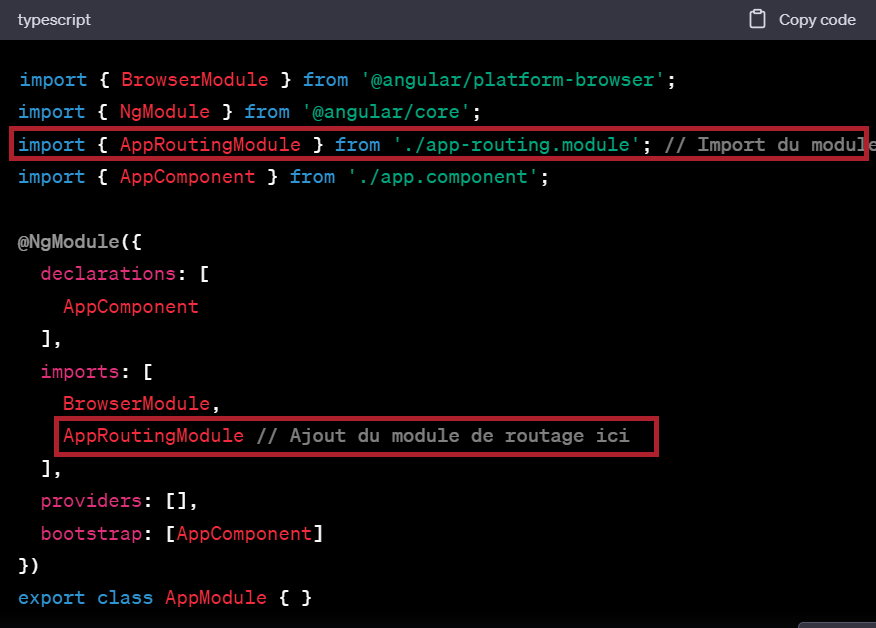 typescript
Copy code
import { BrowserModule } from '@angular/platform-browser';
import { NgModule } from '@angular/core';
import { AppRoutingModule } from './app-routing.module'; // Import du module
import { AppComponent } from './app.component';
@NgModule({
declarations: [
AppComponent
],
imports: [
BrowserModule,
AppRoutingModule // Ajout du module de routage ici
],
providers: [],
bootstrap: [AppComponent]
})
export class AppModule { }